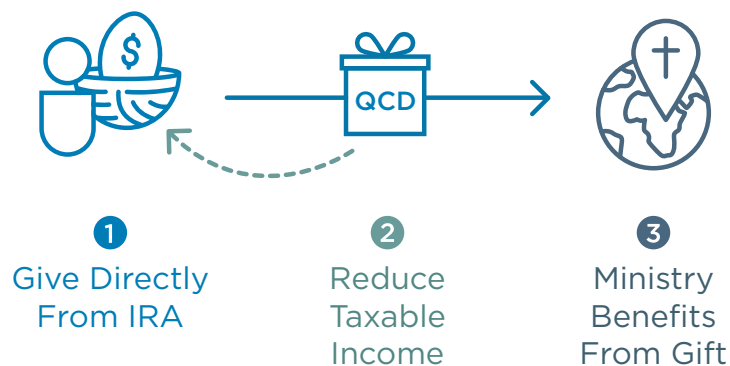 $
QCD
1
Give Directly
From IRA
2
Reduce
Taxable
Income
3
Ministry
Benefits
From Gift